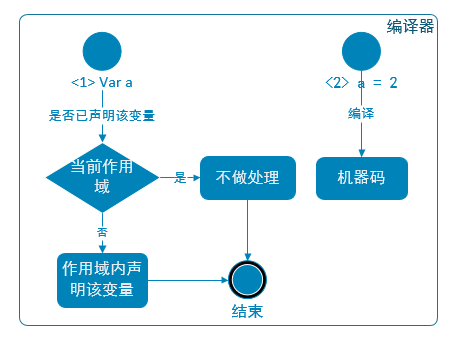 编译器
<1> Var a
<2> a = 2
是否已声明该变量
编译
当前作用
域
是
不做处理
机器码
否
作用域内声
明该变量
结束